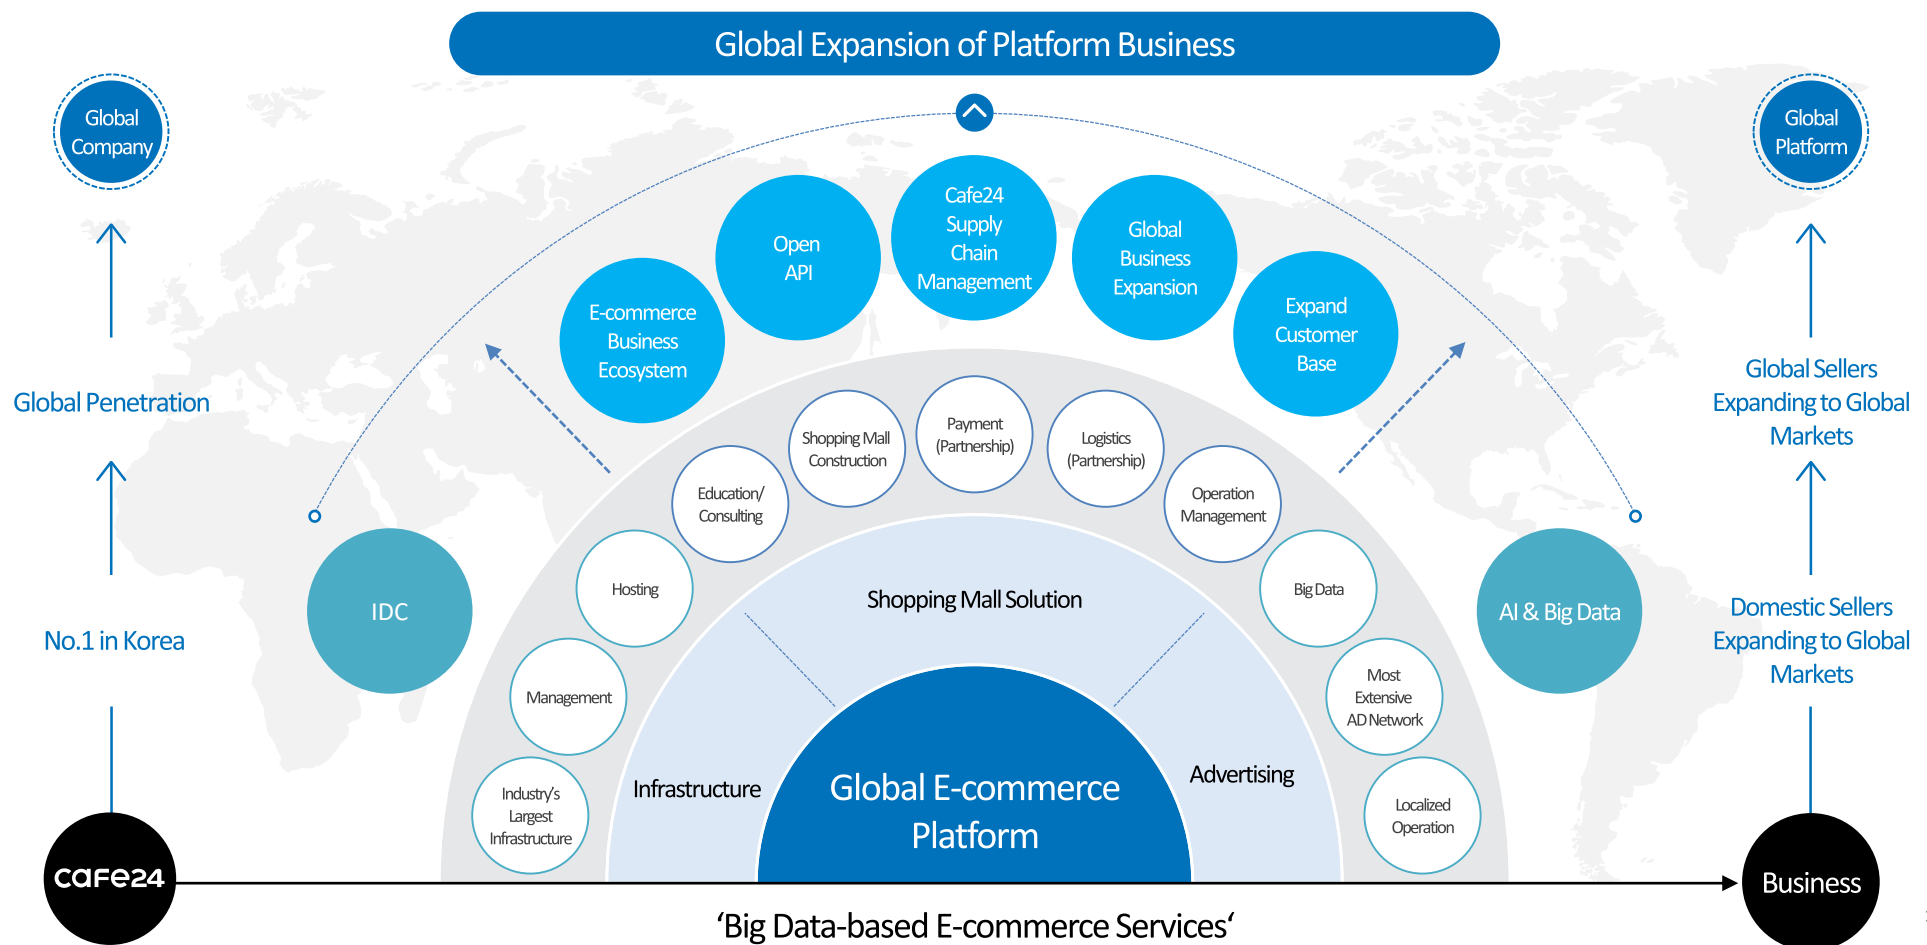 Global Expansion of Platform Business
Global
Company
Global
Platform
Cafe24
Supply
Chain
Management
Open
API
Global
Business
Expansion
E-commerce
Business
Ecosystem
Expand
Customer
Base
Global Penetration
Global Sellers
Expanding to Global
Markets
Shopping Mall
Construction
Payment
(Partnership)
Logistics
(Partnership)
Education/
Consulting
Operation
Management
Hosting
Big Data
IDC
Shopping Mall Solution
AI & Big Data
No.1 in Korea
Domestic Sellers
Expanding to Global
Markets
Management
Most
Extensive
AD Network
Infrastructure
Advertising
Global E-commerce
Platform
Industry's
Largest
Infrastructure
Localized
Operation
cafe24
Business
‘Big Data-based E-commerce Services‘